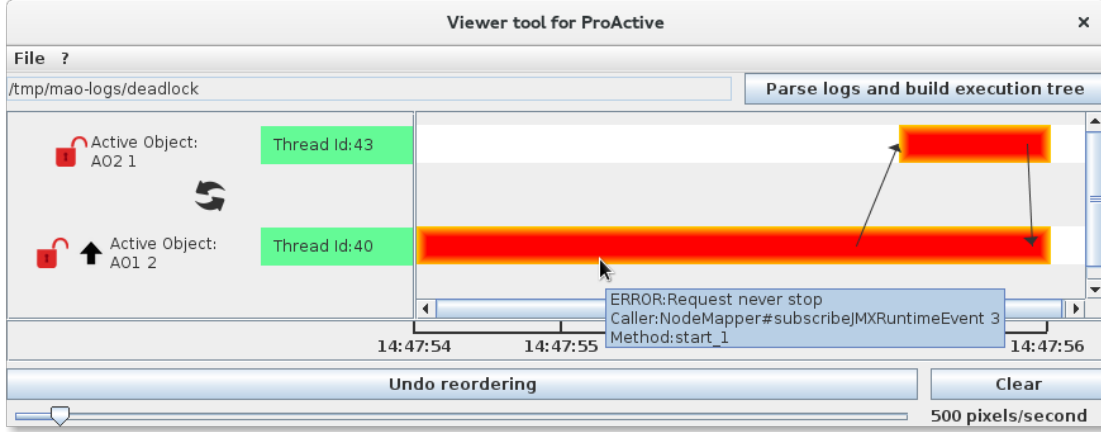 Viewer tool for ProActive
×
File ?
/tmp/mao-logs/deadlock
Parse logs and build execution tree
Active Object:
AO2 1
Thread Id:43
Active Object:
AO1 2
Thread Id:40
ERROR:Request never stop
Caller:NodeMapper#subscribeJMXRuntimeEvent 3
Method:start_1
14:47:54 14:47:55 14:47:56
Undo reordering
Clear
500 pixels/second